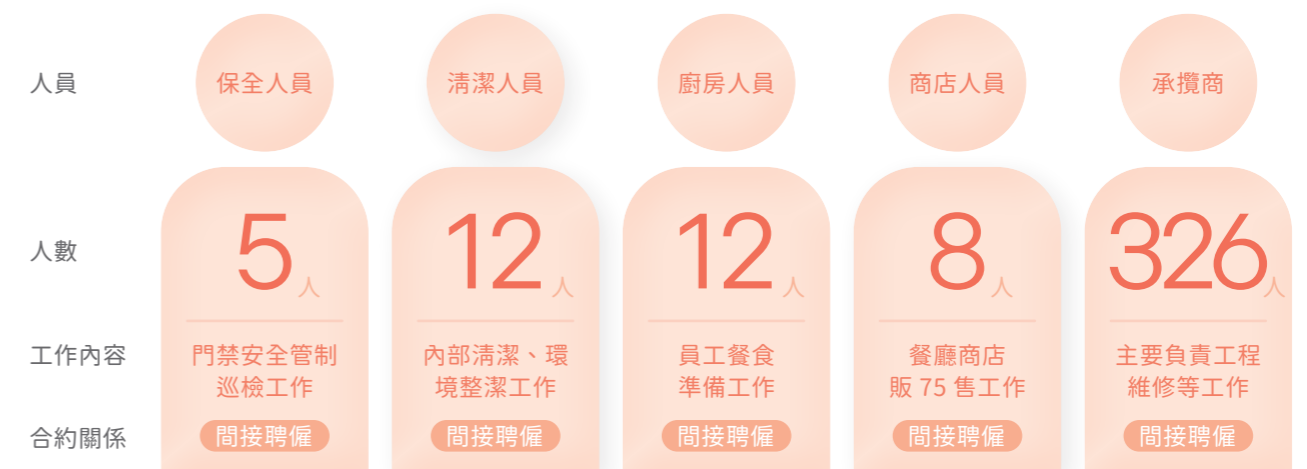 人員
保全人員
清潔人員
廚房人員
商店人員
承攬商
人數
5人
12人
12人
8人
326人
工作內容
門禁安全管制
巡檢工作
內部清潔、環
境整潔工作
員工餐食
準備工作
餐廳商店
販 75 售工作
主要負責工程
維修等工作
合約關係
間接聘僱
間接聘僱
間接聘僱
間接聘僱
間接聘僱